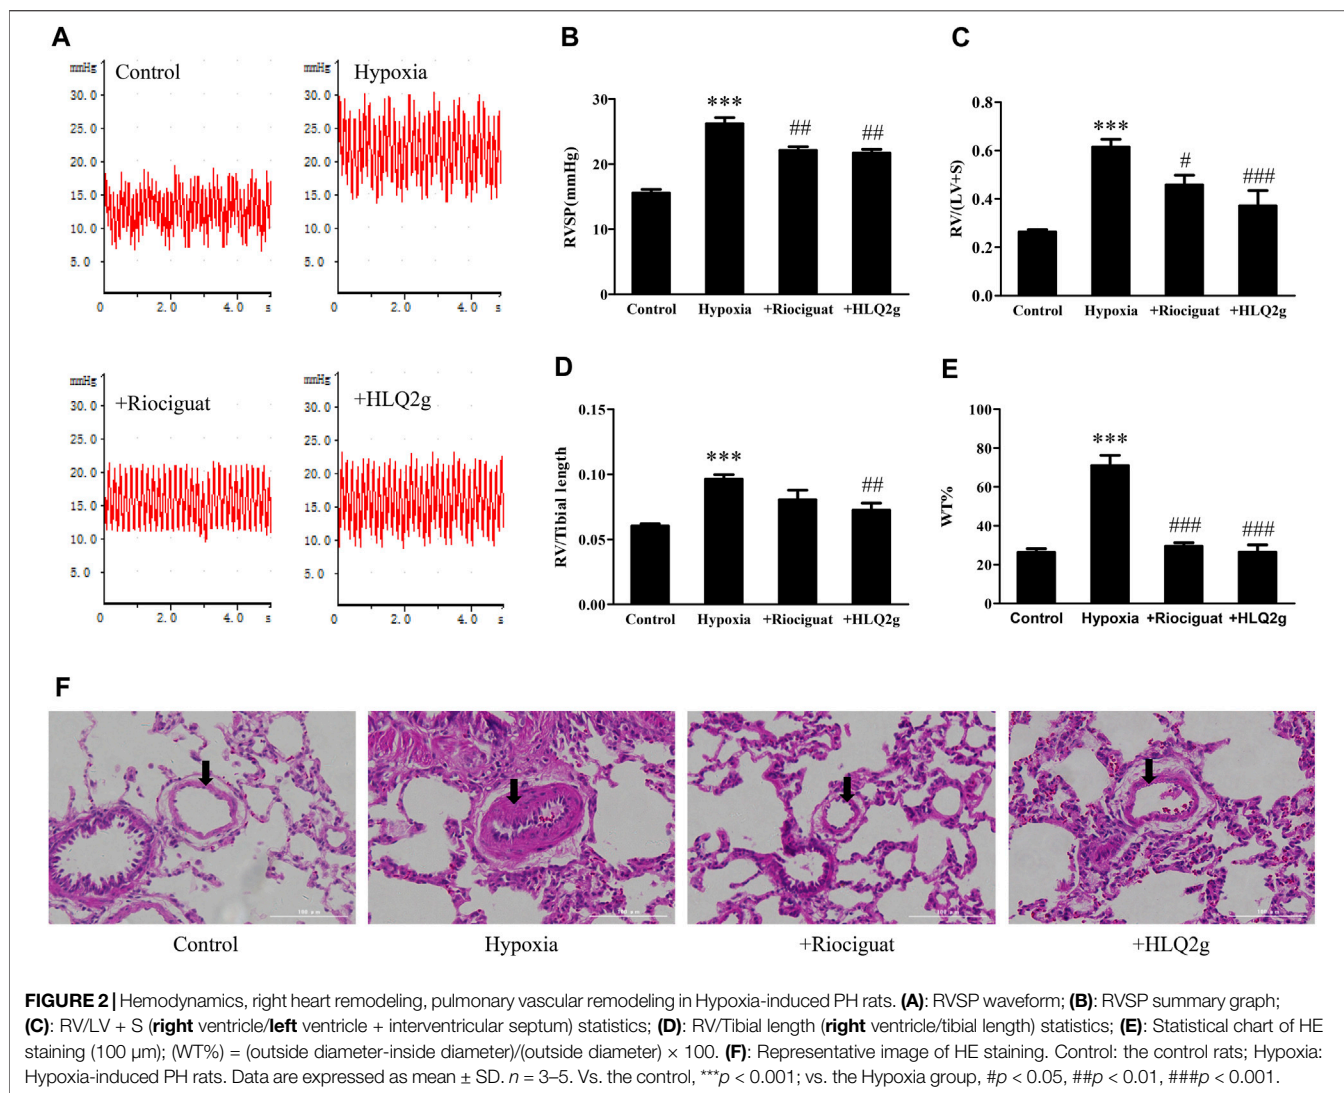 A
mmHg
Control
30.0
25.0
20.0
15.0
10.0
5.0
0 2.0 4.0 s
mmHg
Hypoxia
30.0
25.0
20.0
15.0
10.0
5.0
0 2.0 4.0 s
mmHg
+Riociguat
30.0
25.0
20.0
15.0
10.0
5.0
0 2.0 4.0 s
mmHg
+HLQ2g
30.0
25.0
20.0
15.0
10.0
5.0
0 2.0 4.0 s
B
RVSP(mmHg)
30
20
10
0
***
##
##
Control Hypoxia +Riociguat +HLQ2g
C
RV/(LV+S)
0.8
0.6
0.4
0.2
0.0
***
#
###
Control Hypoxia +Riociguat +HLQ2g
D
RV/Tibial length
0.15
0.10
0.05
0.00
***
##
Control Hypoxia +Riociguat +HLQ2g
E
WT%
100
80
60
40
20
0
***
###
###
Control Hypoxia +Riociguat +HLQ2g
F
100 um
100 um
100 um
100 um
Control Hypoxia +Riociguat +HLQ2g
FIGURE 2 | Hemodynamics, right heart remodeling, pulmonary vascular remodeling in Hypoxia-induced PH rats. (A): RVSP waveform; (B): RVSP summary graph;
(C): RV/LV + S (right ventricle/left ventricle + interventricular septum) statistics; (D): RV/Tibial length (right ventricle/tibial length) statistics; (E): Statistical chart of HE
staining (100 μm); (WT%) = (outside diameter-inside diameter)/(outside diameter) × 100. (F): Representative image of HE staining. Control: the control rats; Hypoxia:
Hypoxia-induced PH rats. Data are expressed as mean ± SD. n = 3–5. Vs. the control, ***p < 0.001; vs. the Hypoxia group, #p < 0.05, ##p < 0.01, ###p < 0.001.